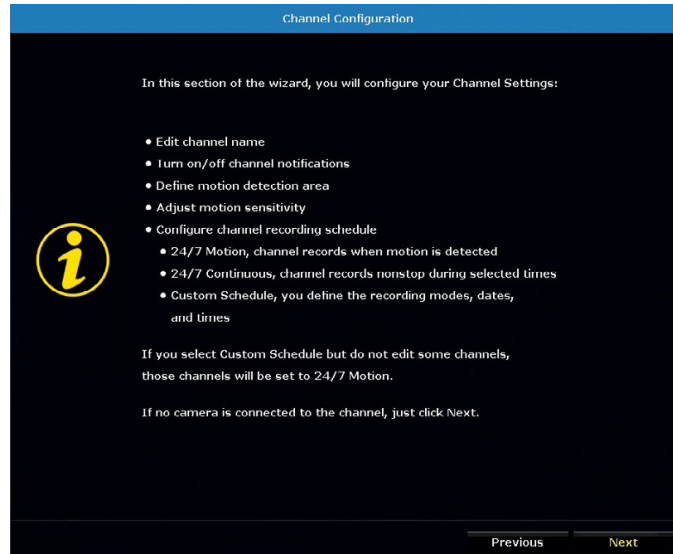 Channel Configuration
In this section of the wizard, you will configure your Channel Settings:
• Edit channel name
• Turn on/off channel notifications
• Define motion detection area
• Adjust motion sensitivity
• Configure channel recording schedule
• 24/7 Motion, channel records when motion is detected
• 24/7 Continuous, channel records nonstop during selected times
• Custom Schedule, you define the recording modes, dates,
and times
If you select Custom Schedule but do not edit some channels,
those channels will be set to 24/7 Motion.
If no camera is connected to the channel, just click Next.
Previous Next